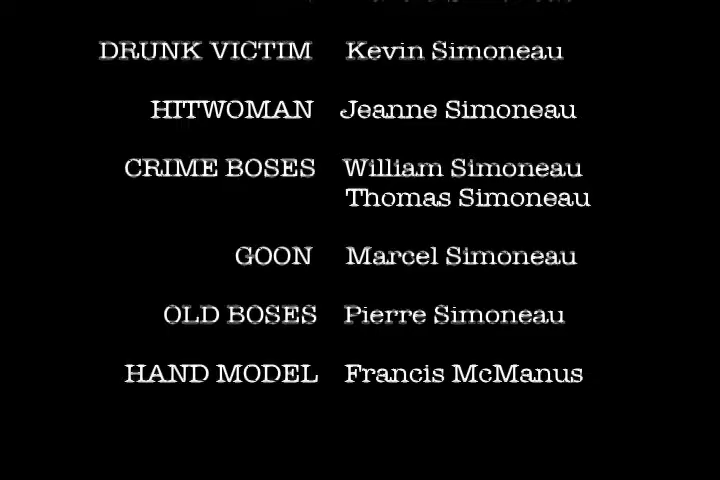 DRUNK VICTIM Kevin Simoneau
HITWOMAN Jeanne Simoneau
CRIME BOSES William Simoneau
Thomas Simoneau
GOON Marcel Simoneau
OLD BOSES Pierre Simoneau
HAND MODEL Francis McManus